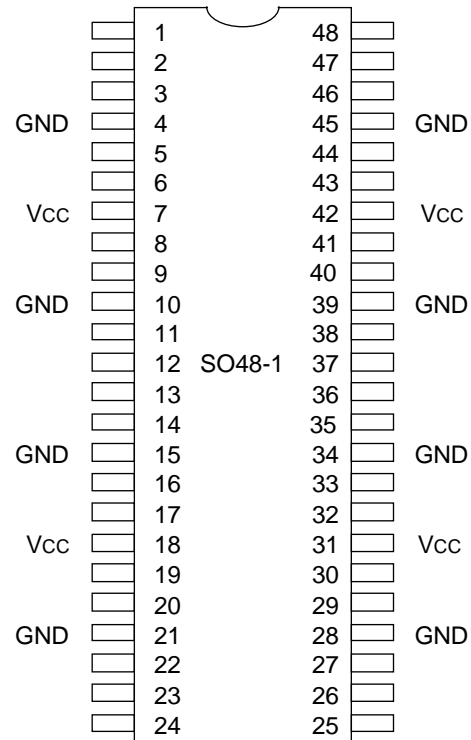 1 48
2 47
3 46
GND 4 45 GND
5 44
6 43
VCC 7 42 VCC
8 41
9 40
GND 10 39 GND
11 38
12 SO48-1 37
13 36
14 35
GND 15 34 GND
16 33
17 32
VCC 18 31 VCC
19 30
20 29
GND 21 28 GND
22 27
23 26
24 25